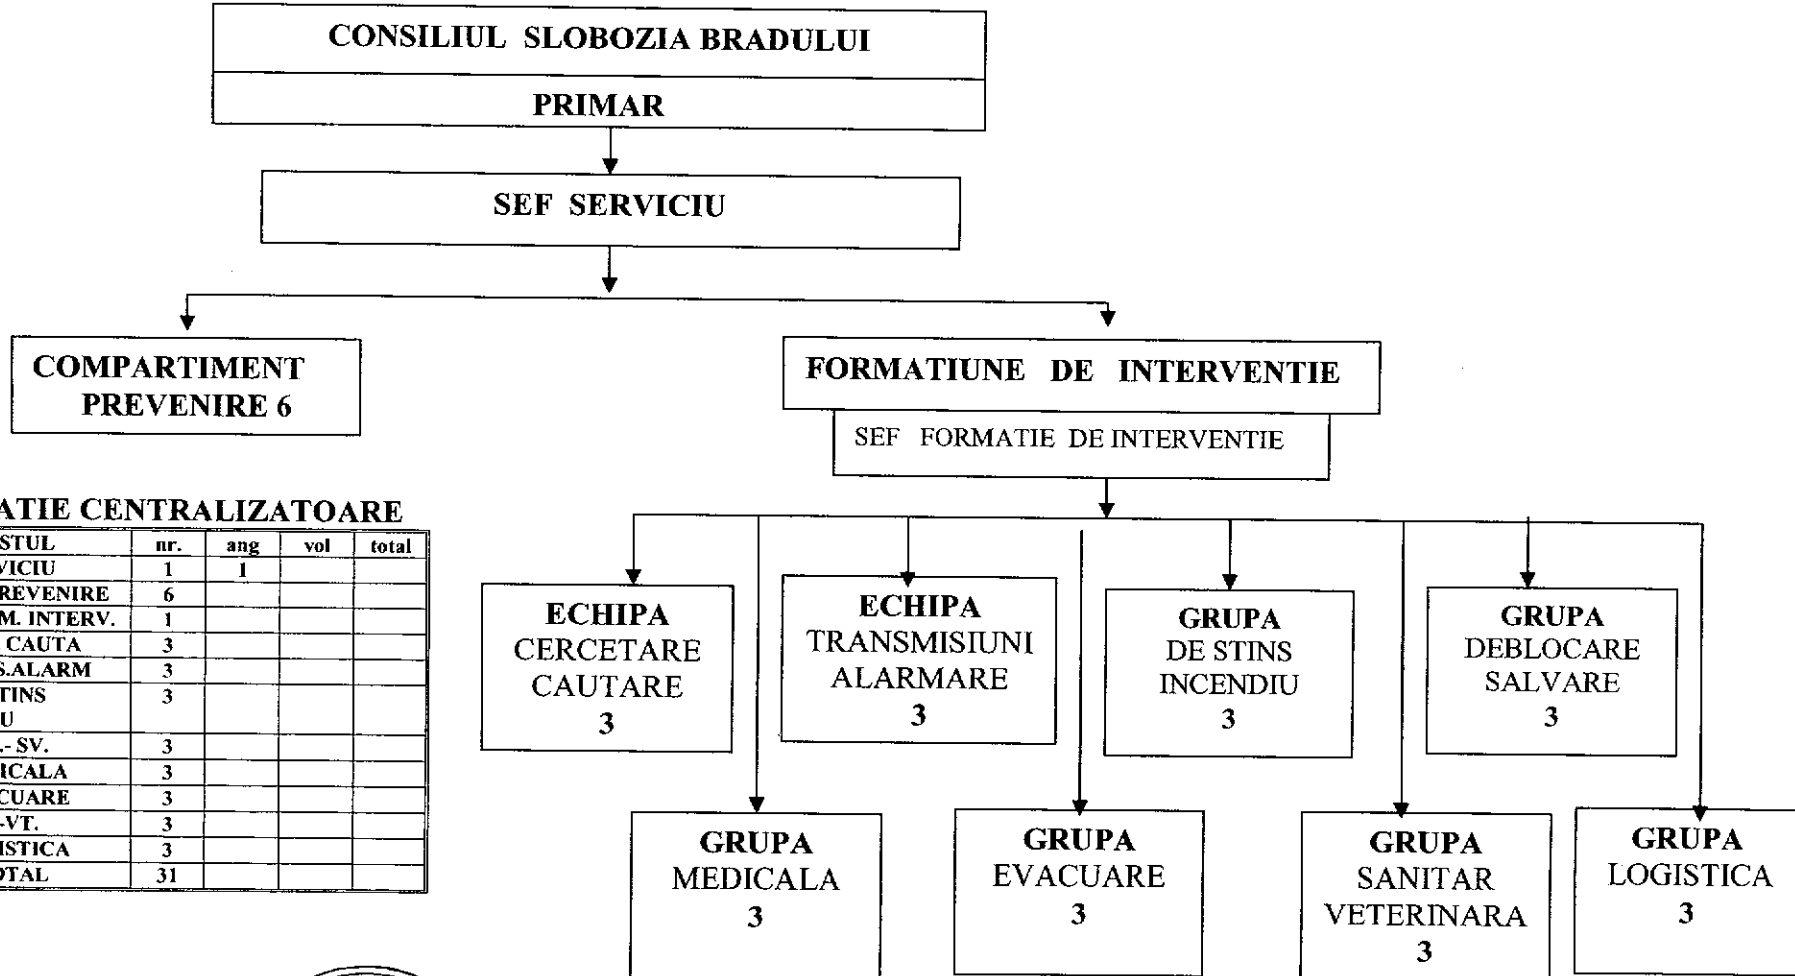 CONSILIUL SLOBOZIA BRADULUI
PRIMAR
SEF SERVICIU
COMPARTIMENT
PREVENIRE 6
FORMATIUNE DE INTERVENTIE
SEF FORMATIE DE INTERVENTIE
ATIE CENTRALIZATOARE
STUL nr. ang vol total
VICIU 1 1
REVENIRE 6
M. INTERV. 1
CAUTA 3
S.ALARM 3
TINS 3
U
.- SV. 3
ICALA 3
CUARE 3
-VT. 3
ISTICA 3
OTAL 31
ECHIPA
CERCETARE
CAUTARE
3
ECHIPA
TRANSMISIUNI
ALARMARE
3
GRUPA
DE STINS
INCENDIU
3
GRUPA
DEBLOCARE
SALVARE
3
GRUPA
MEDICALA
3
GRUPA
EVACUARE
3
GRUPA
SANITAR
VETERINARA
3
GRUPA
LOGISTICA
3